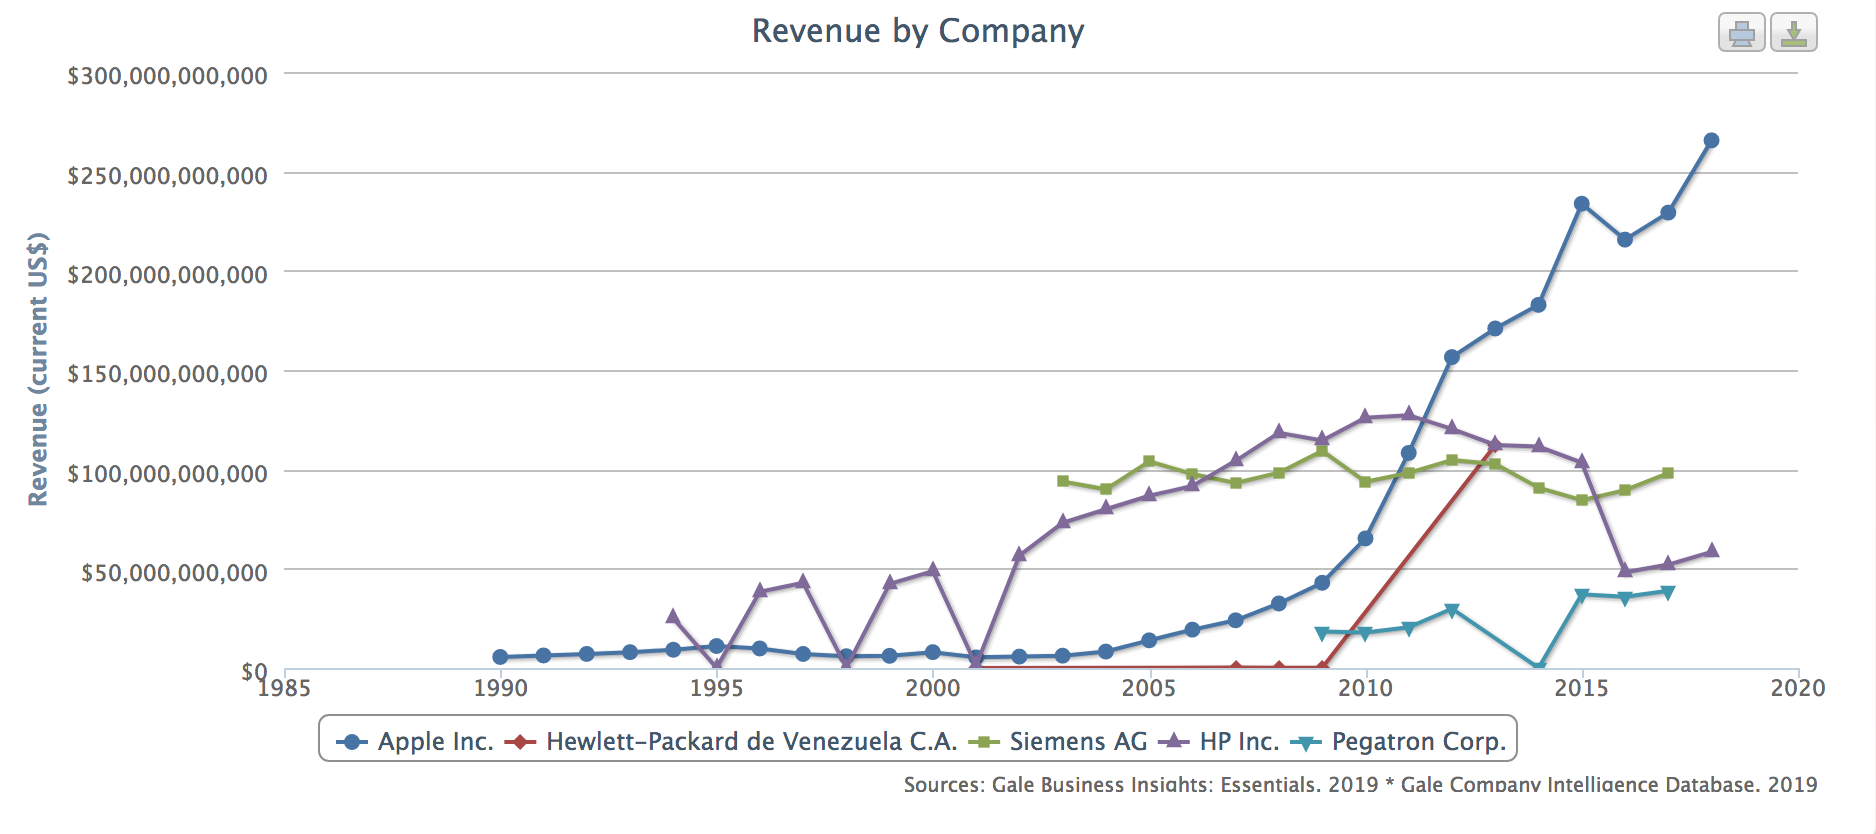 Revenue by Company
Revenue (current US$)
$300,000,000,000
$250,000,000,000
$200,000,000,000
$150,000,000,000
$100,000,000,000
$50,000,000,000
$0
1985 1990 1995 2000 2005 2010 2015 2020
Apple Inc. Hewlett-Packard de Venezuela C.A. Siemens AG HP Inc. Pegatron Corp.
Sources: Gale Business Insights: Essentials. 2019 * Gale Company Intelligence Database. 2019